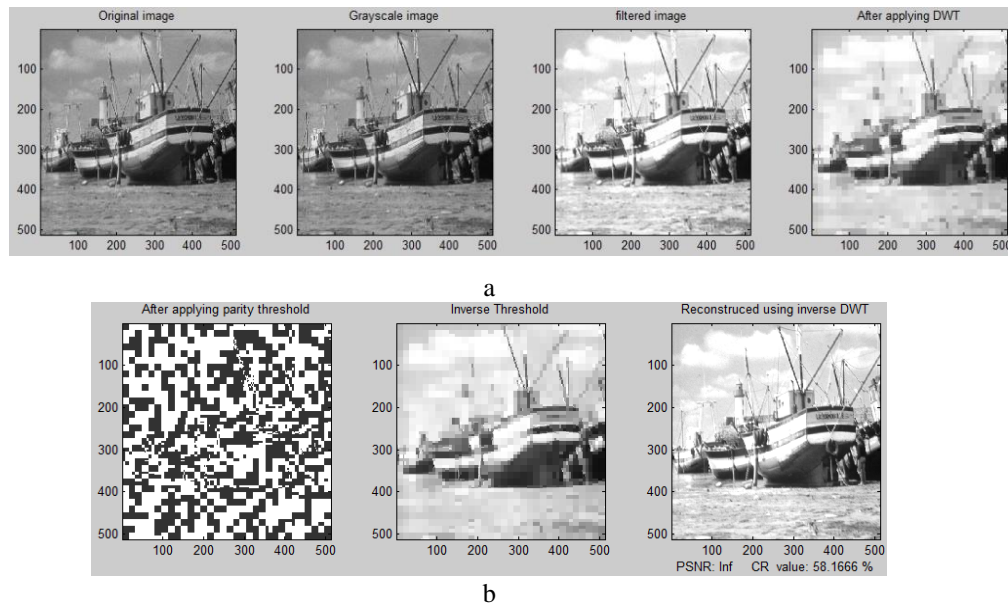 Original image
Grayscale image
filtered image
After applying DWT
100
200
300
400
500
100 200 300 400 500
100
200
300
400
500
100 200 300 400 500
100
200
300
400
500
100 200 300 400 500
100
200
300
400
500
100 200 300 400 500
a
After applying parity threshold
Inverse Threshold
Reconstruced using inverse DWT
100
200
300
400
500
100 200 300 400 500
100
200
300
400
500
100 200 300 400 500
100
200
300
400
500
100 200 300 400 500
PSNR: Inf CR value: 58.1666 %
b